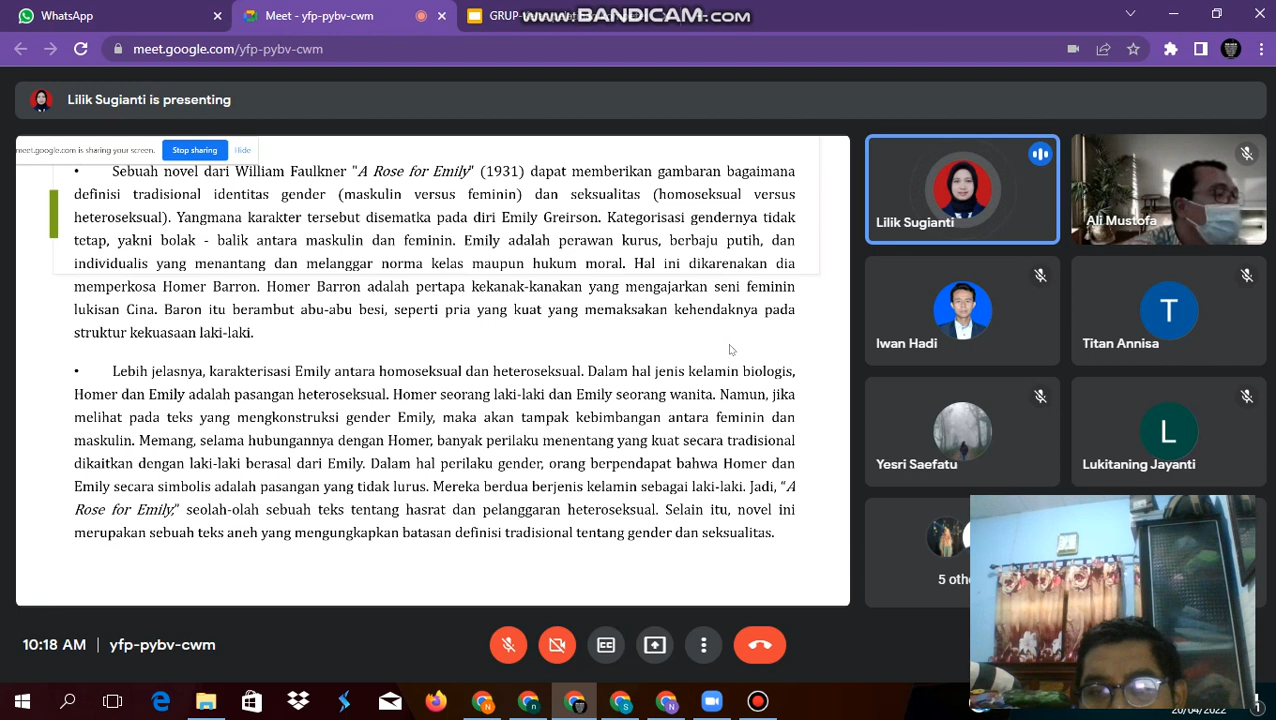 WhatsApp
Meet - yfp-pybv-cwm
GRUP
www.BANDICAM.com
meet.google.com/yfp-pybv-cwm
Lilik Sugianti is presenting
meet.google.com is sharing your screen.
Stop sharing
Hide
• Sebuah novel dari William Faulkner "A Rose for Emily" (1931) dapat memberikan gambaran bagaimana
definisi tradisional identitas gender (maskulin versus feminin) dan seksualitas (homoseksual versus
heteroseksual). Yangmana karakter tersebut disematka pada diri Emily Greirson. Kategorisasi gendernya tidak
tetap, yakni bolak - balik antara maskulin dan feminin. Emily adalah perawan kurus, berbaju putih, dan
individualis yang menantang dan melanggar norma kelas maupun hukum moral. Hal ini dikarenakan dia
memperkosa Homer Barron. Homer Barron adalah pertapa kekanak-kanakan yang mengajarkan seni feminin
lukisan Cina. Baron itu berambut abu-abu besi, seperti pria yang kuat yang memaksakan kehendaknya pada
struktur kekuasaan laki-laki.
• Lebih jelasnya, karakterisasi Emily antara homoseksual dan heteroseksual. Dalam hal jenis kelamin biologis,
Homer dan Emily adalah pasangan heteroseksual. Homer seorang laki-laki dan Emily seorang wanita. Namun, jika
melihat pada teks yang mengkonstruksi gender Emily, maka akan tampak kebimbangan antara feminin dan
maskulin. Memang, selama hubungannya dengan Homer, banyak perilaku menentang yang kuat secara tradisional
dikaitkan dengan laki-laki berasal dari Emily. Dalam hal perilaku gender, orang berpendapat bahwa Homer dan
Emily secara simbolis adalah pasangan yang tidak lurus. Mereka berdua berjenis kelamin sebagai laki-laki. Jadi, "A
Rose for Emily," seolah-olah sebuah teks tentang hasrat dan pelanggaran heteroseksual. Selain itu, novel ini
merupakan sebuah teks aneh yang mengungkapkan batasan definisi tradisional tentang gender dan seksualitas.
Lilik Sugianti
Ali Mustofa
Iwan Hadi
T
Titan Annisa
Yesri Saefatu
L
Lukitaning Jayanti
5 othe
10:18 AM | yfp-pybv-cwm
20/04/2022